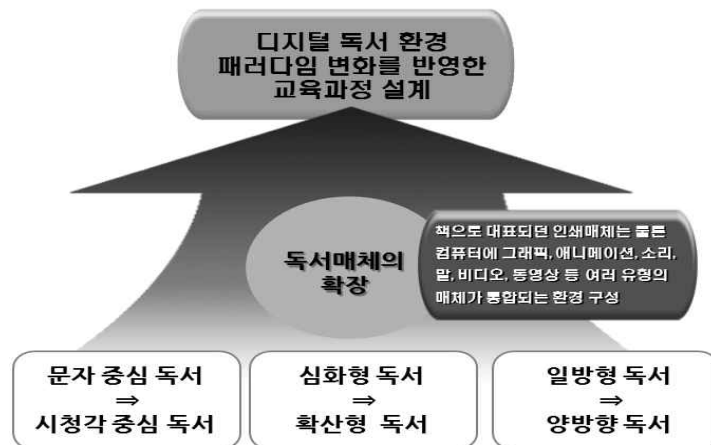 디지털 독서 환경
패러다임 변화를 반영한
교육과정 설계
독서매체의
확장
책으로 대표되던 인쇄매체는 물론
컴퓨터에 그래픽, 애니메이션, 소리,
말, 비디오, 동영상 등 여러 유형의
매체가 통합되는 환경 구성
문자 중심 독서
⇒
시청각 중심 독서
심화형 독서
⇒
확산형 독서
일방형 독서
⇒
양방향 독서